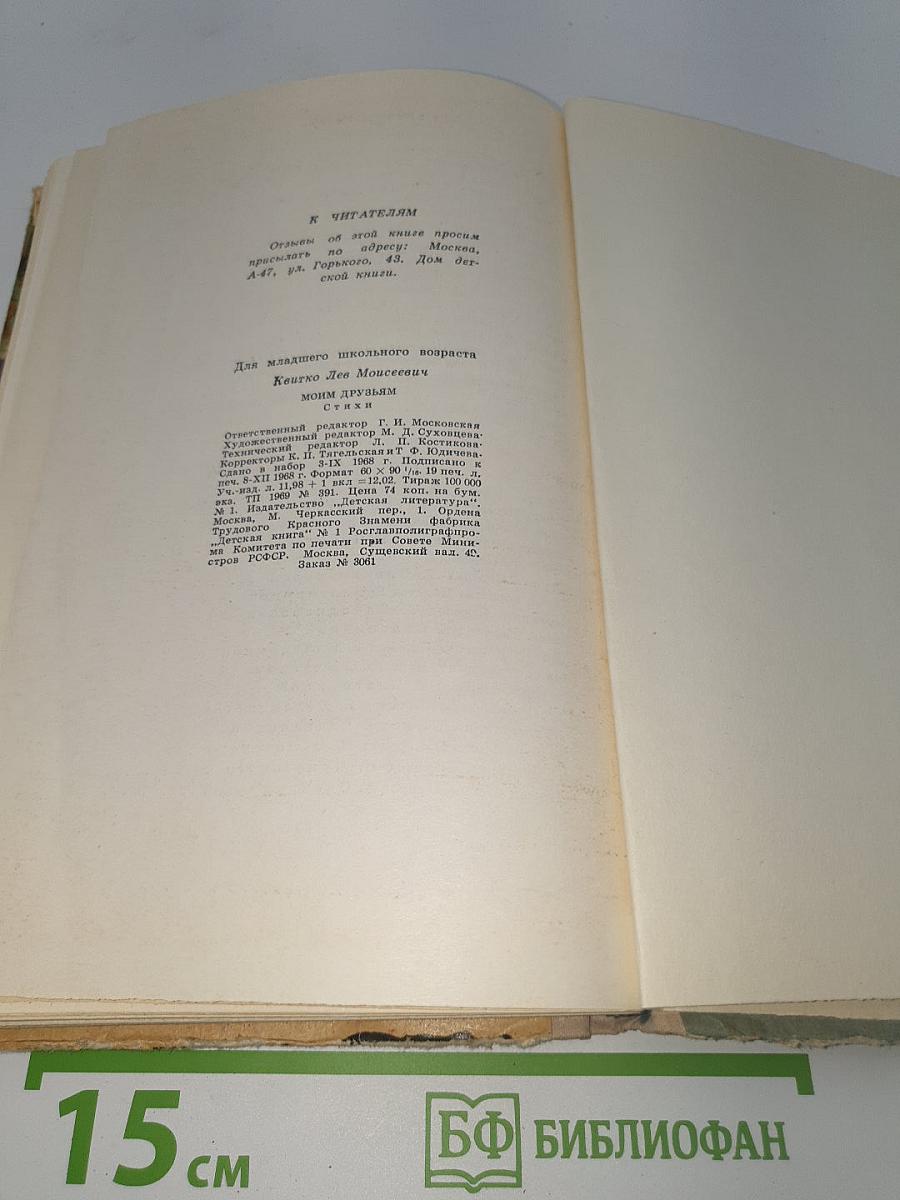 К ЧИТАТЕЛЯМ
Отзывы об этой книге просим
присылать по адресу: Москва,
А-47, ул. Горького, 43. Дом дет-
ской книги.
Для младшего школьного возраста
Квитко Лев Моисеевич
МОИМ ДРУЗЬЯМ
Стихи
Ответственный редактор Г. И. Московская
Художественный редактор М. Д. Суховцева.
Технический редактор Л. П. Костикова.
Корректоры К. П. Тягельская и Т. Ф. Юдичева.
Сдано в набор 3-IX 1968 г. Подписано к
печ. 8-XII 1968 г. Формат 60 × 90 1/16. 19 печ. л.
Уч.-изд. л. 11,98 + 1 вкл = 12,02. Тираж 100 000
экз. ТП 1969 № 391. Цена 74 коп. на бум.
№ 1. Издательство „Детская литература".
Москва, М. Черкасский пер., 1. Ордена
Трудового Красного Знамени фабрика
„Детская книга" № 1 Росглавполиграфпро-
ма Комитета по печати при Совете Мини-
стров РСФСР. Москва, Сущевский вал. 49.
Заказ № 3061
15 см
БФ БИБЛИОФАН